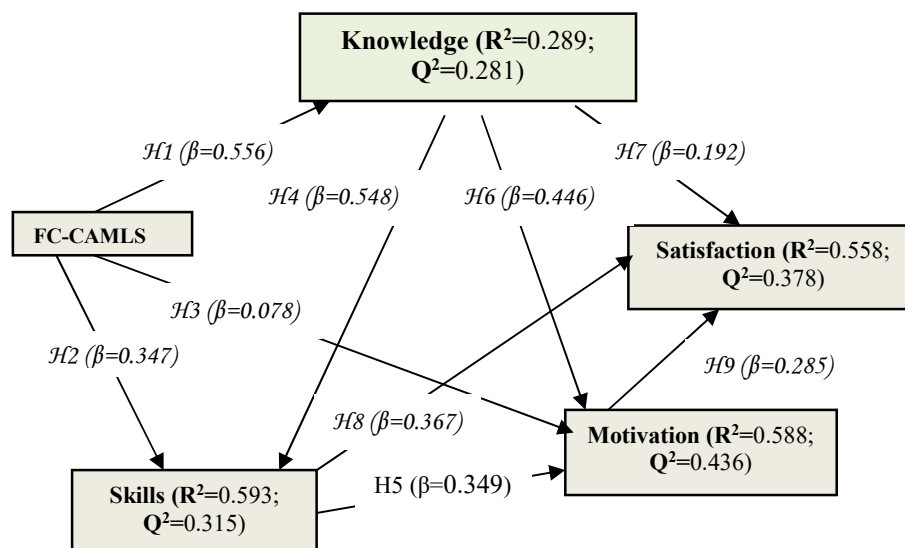 Knowledge (R²=0.289;
Q²=0.281)
H1 (β=0.556)
H7 (β=0.192)
H4 (β=0.548)
H6 (β=0.446)
FC-CAMLS
Satisfaction (R²=0.558;
Q²=0.378)
H3 (β=0.078)
H2 (β=0.347)
H9 (β=0.285)
H8 (β=0.367)
Motivation (R²=0.588;
Q²=0.436)
Skills (R²=0.593;
Q²=0.315)
H5 (β=0.349)